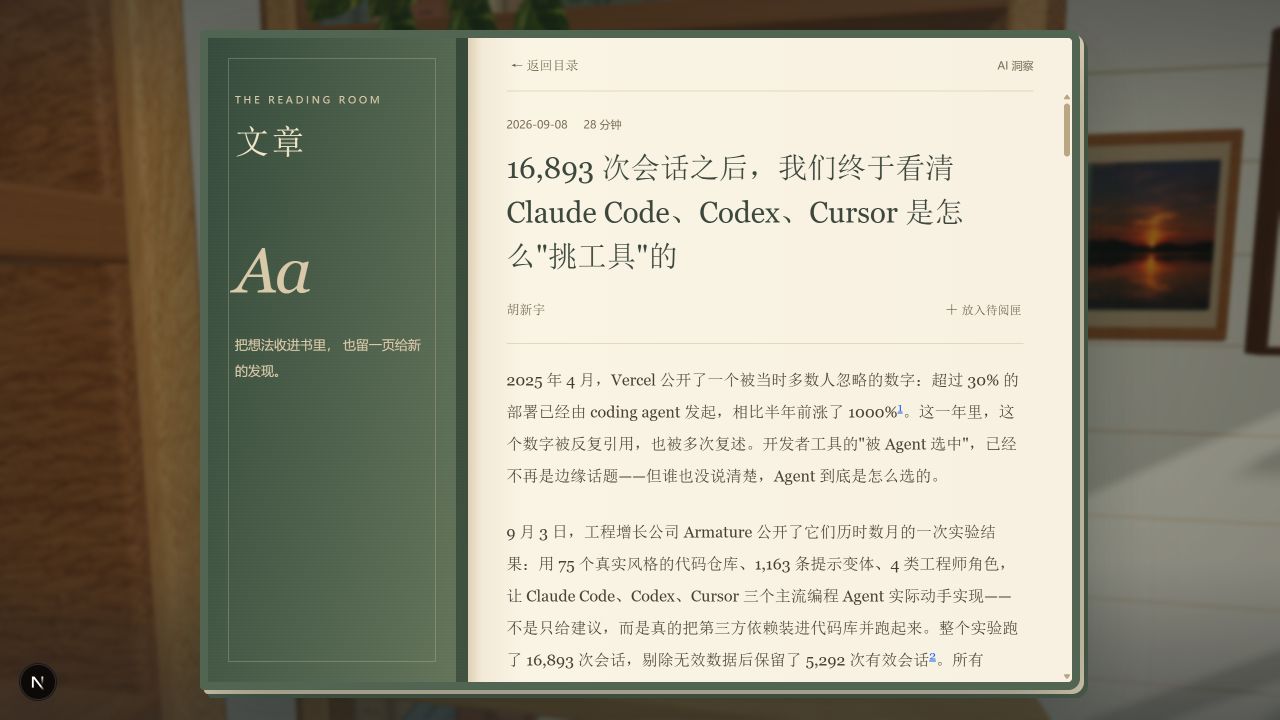 THE READING ROOM
文章
Aa
把想法收进书里， 也留一页给新
的发现。
← 返回目录
AI 洞察
2026-09-08 28 分钟
16,893 次会话之后，我们终于看清
Claude Code、Codex、Cursor 是怎
么"挑工具"的
胡新宇
＋ 放入待阅匣
2025 年 4 月，Vercel 公开了一个被当时多数人忽略的数字：超过 30% 的
部署已经由 coding agent 发起，相比半年前涨了 1000%1。这一年里，这
个数字被反复引用，也被多次复述。开发者工具的"被 Agent 选中"，已经
不再是边缘话题——但谁也没说清楚，Agent 到底是怎么选的。
9 月 3 日，工程增长公司 Armature 公开了它们历时数月的一次实验结
果：用 75 个真实风格的代码仓库、1,163 条提示变体、4 类工程师角色，
让 Claude Code、Codex、Cursor 三个主流编程 Agent 实际动手实现——
不是只给建议，而是真的把第三方依赖装进代码库并跑起来。整个实验跑
了 16,893 次会话，剔除无效数据后保留了 5,292 次有效会话2。所有
N